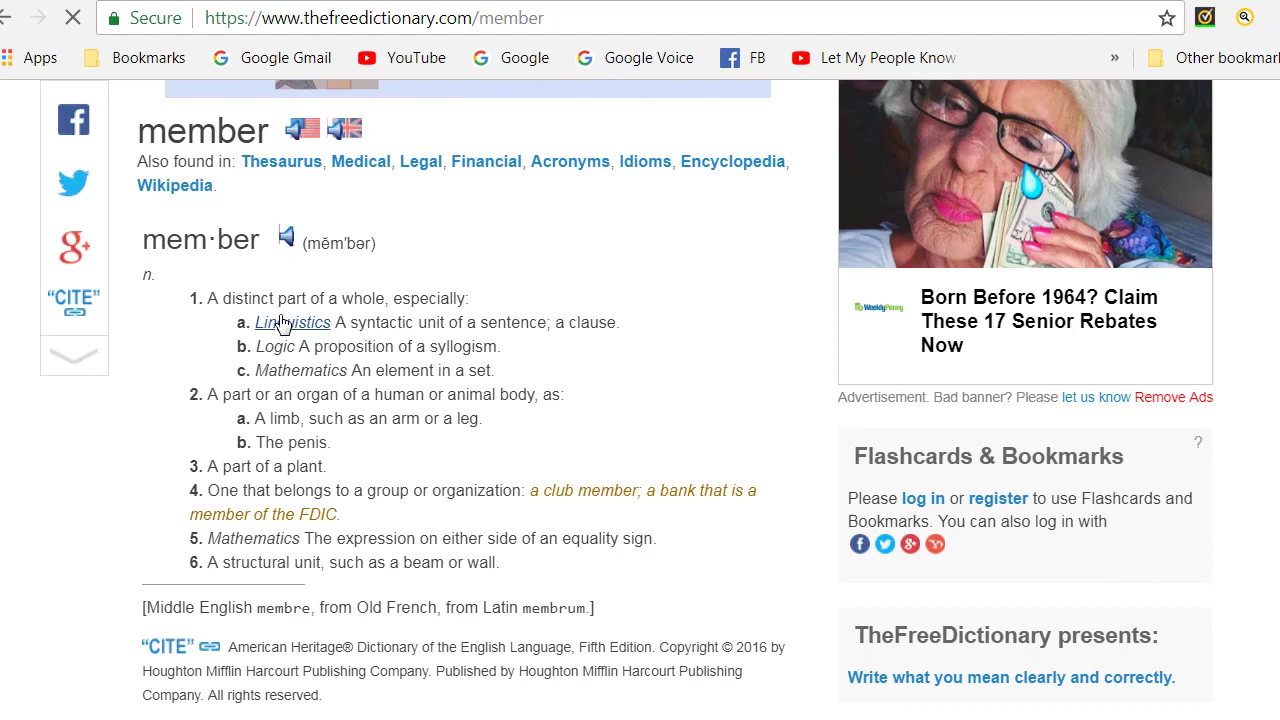 Secure https://www.thefreedictionary.com/member
Apps Bookmarks Google Gmail YouTube Google Google Voice FB Let My People Know » Other bookmar
member
Also found in: Thesaurus, Medical, Legal, Financial, Acronyms, Idioms, Encyclopedia,
Wikipedia.
mem·ber (mĕm′bər)
n.
1. A distinct part of a whole, especially:
a. Linguistics A syntactic unit of a sentence; a clause.
b. Logic A proposition of a syllogism.
c. Mathematics An element in a set.
2. A part or an organ of a human or animal body, as:
a. A limb, such as an arm or a leg.
b. The penis.
3. A part of a plant.
4. One that belongs to a group or organization: a club member; a bank that is a
member of the FDIC.
5. Mathematics The expression on either side of an equality sign.
6. A structural unit, such as a beam or wall.
[Middle English membre, from Old French, from Latin membrum.]
“CITE” American Heritage® Dictionary of the English Language, Fifth Edition. Copyright © 2016 by
Houghton Mifflin Harcourt Publishing Company. Published by Houghton Mifflin Harcourt Publishing
Company. All rights reserved.
g+
“CITE”
WeeklyPenny
Born Before 1964? Claim
These 17 Senior Rebates
Now
Advertisement. Bad banner? Please let us know Remove Ads
Flashcards & Bookmarks ?
Please log in or register to use Flashcards and
Bookmarks. You can also log in with
TheFreeDictionary presents:
Write what you mean clearly and correctly.